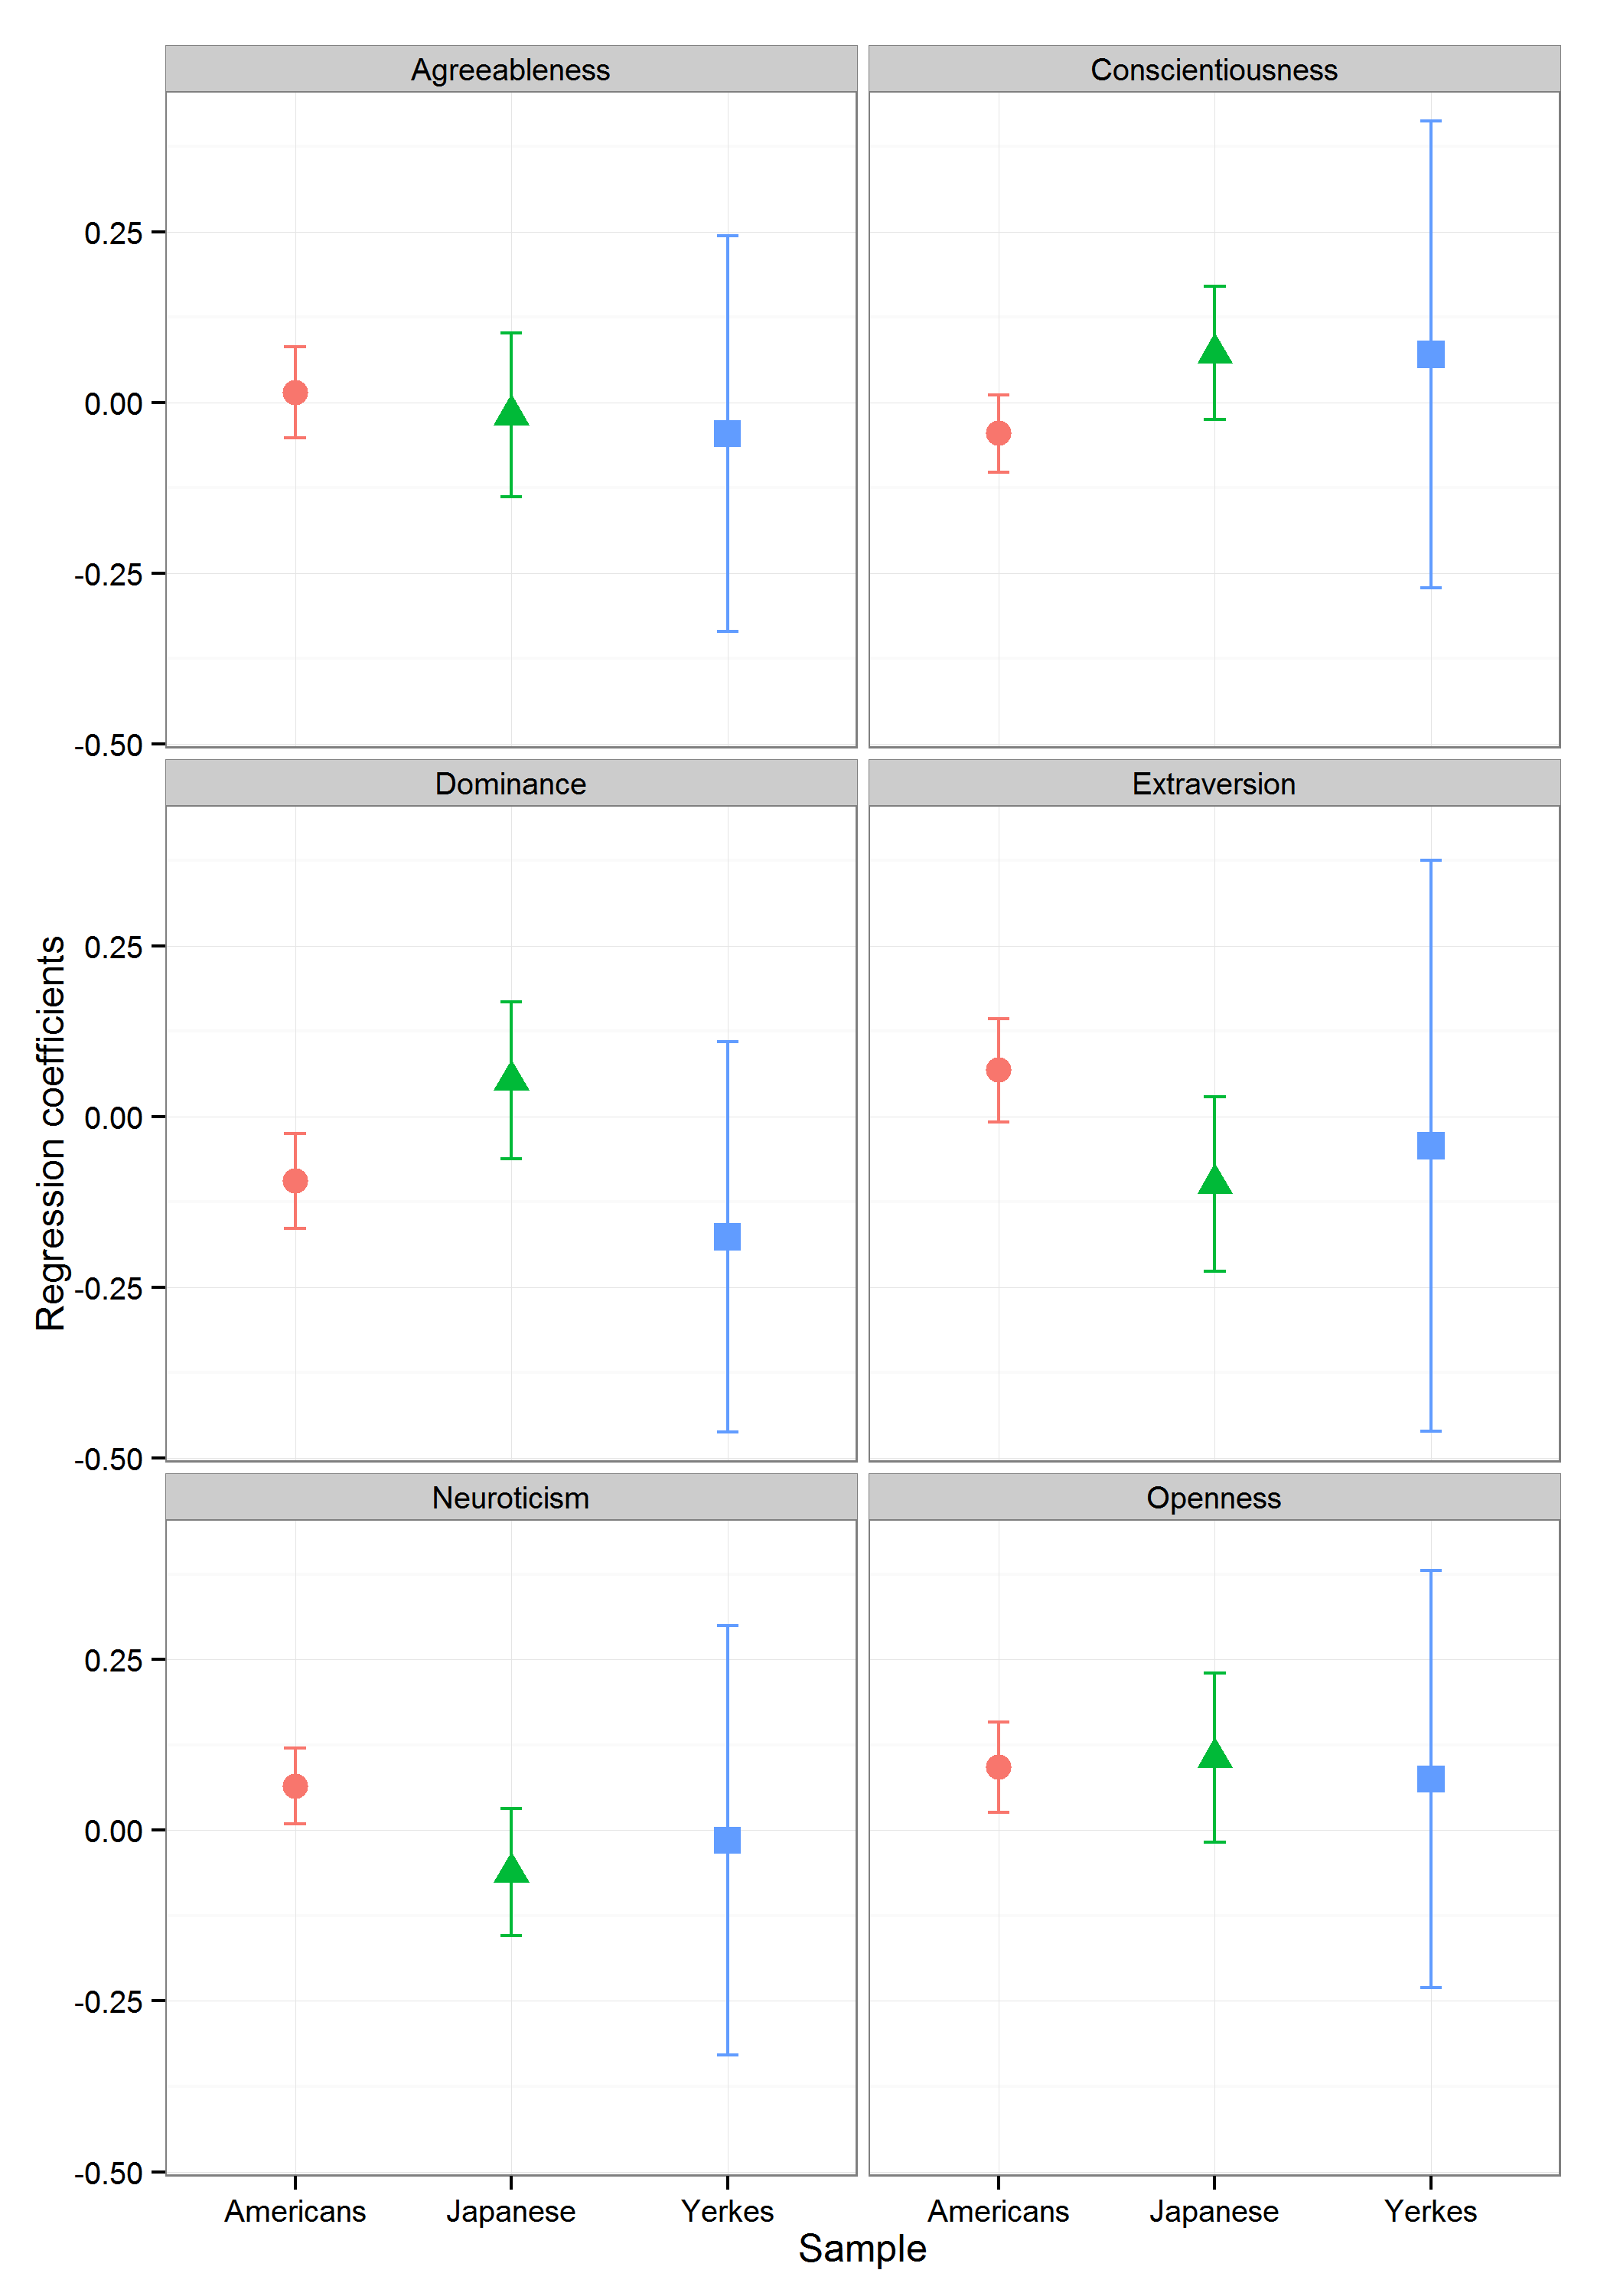 Agreeableness
Conscientiousness
0.25
0.00
-0.25
-0.50
Dominance
Extraversion
Regression coefficients
0.25
0.00
-0.25
-0.50
Neuroticism
Openness
0.25
0.00
-0.25
-0.50
Americans Japanese Yerkes Americans Japanese Yerkes
Sample